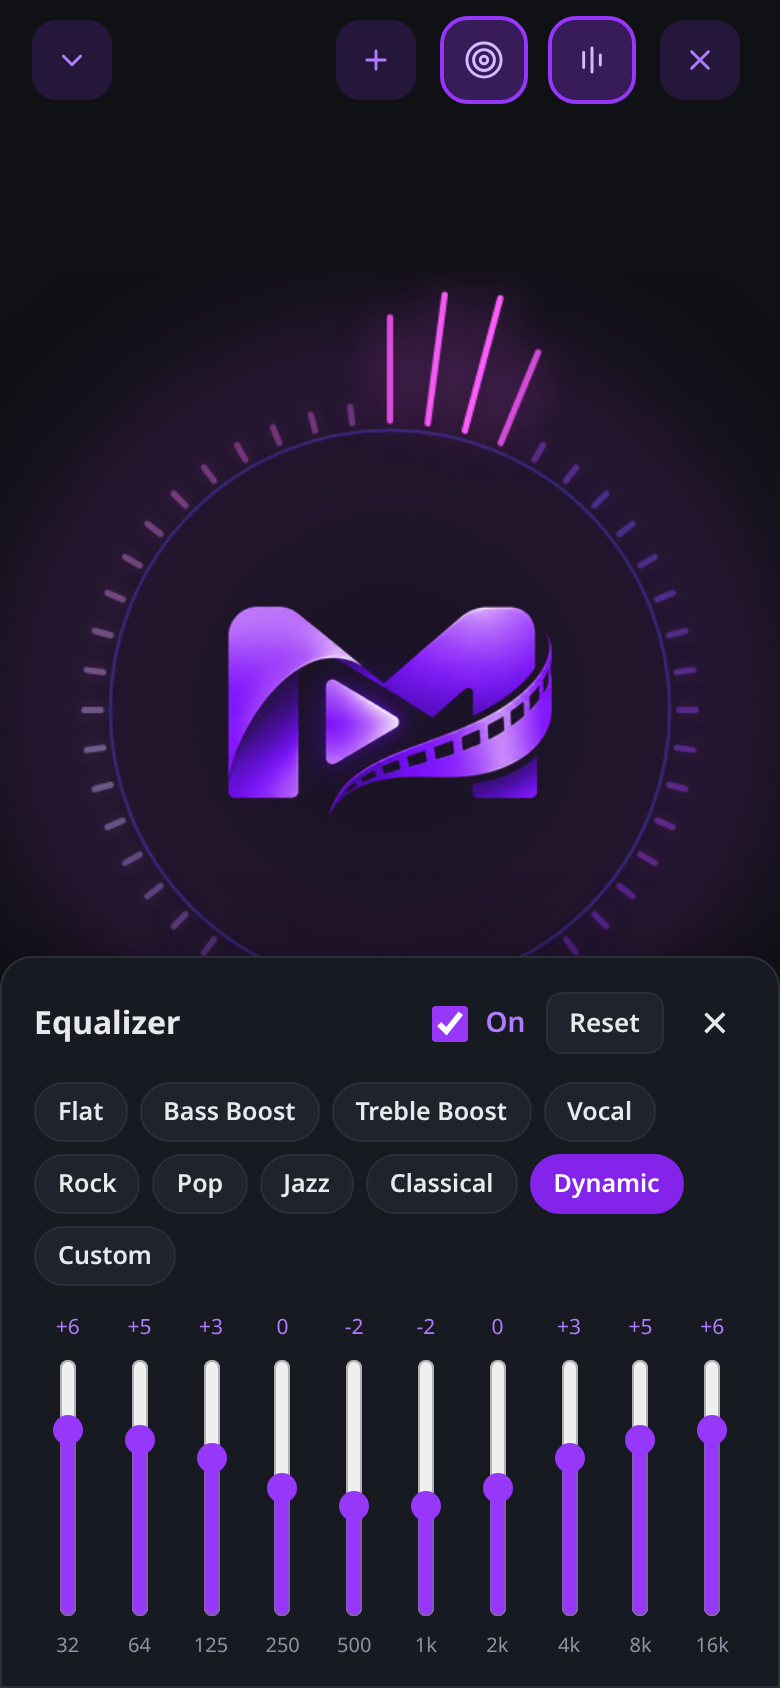 Equalizer On Reset
Flat Bass Boost Treble Boost Vocal
Rock Pop Jazz Classical Dynamic
Custom
+6 +5 +3 0 -2 -2 0 +3 +5 +6
32 64 125 250 500 1k 2k 4k 8k 16k